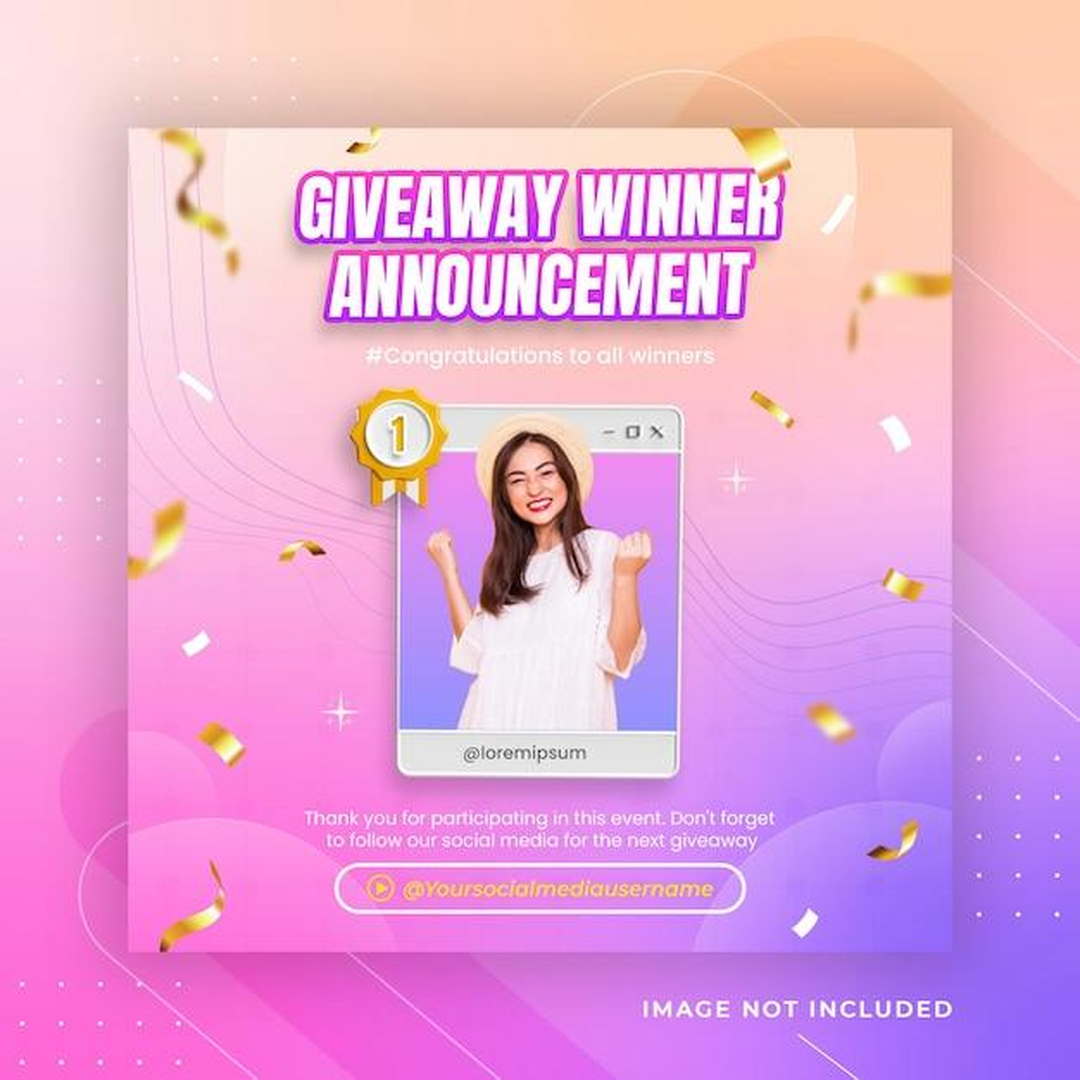 GIVEAWAY WINNER
ANNOUNCEMENT
#Congratulations to all winners
1
@loremipsum
Thank you for participating in this event. Don't forget
to follow our social media for the next giveaway
@Yoursocialmediausername
IMAGE NOT INCLUDED